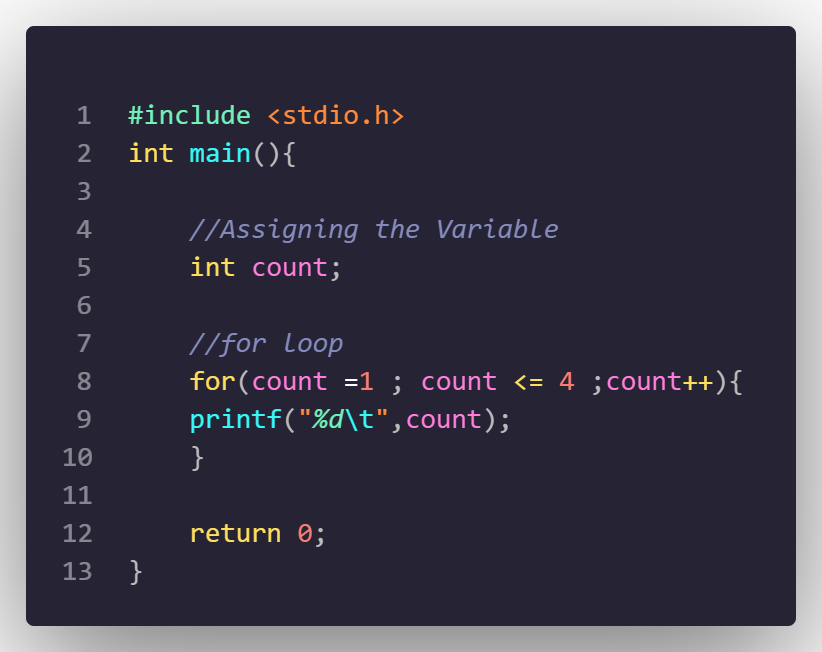 1 #include <stdio.h>
2 int main(){
3
4 //Assigning the Variable
5 int count;
6
7 //for loop
8 for(count =1 ; count <= 4 ;count++){
9 printf("%d\t",count);
10 }
11
12 return 0;
13 }